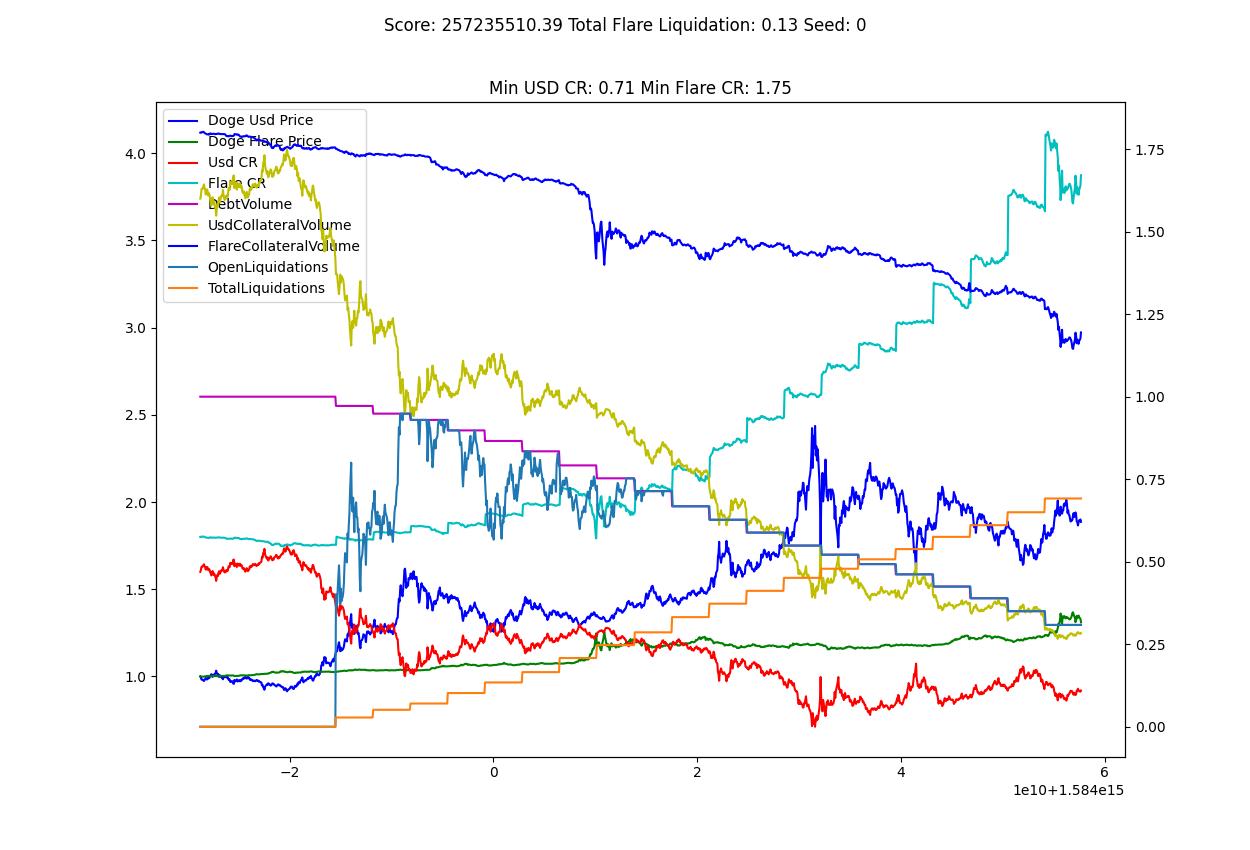 Score: 257235510.39 Total Flare Liquidation: 0.13 Seed: 0
Min USD CR: 0.71 Min Flare CR: 1.75
Doge Usd Price
Doge Flare Price
Usd CR
Flare CR
DebtVolume
UsdCollateralVolume
FlareCollateralVolume
OpenLiquidations
TotalLiquidations
4.0
3.5
3.0
2.5
2.0
1.5
1.0
1.75
1.50
1.25
1.00
0.75
0.50
0.25
0.00
−2
0
2
4
6
1e10+1.584e15